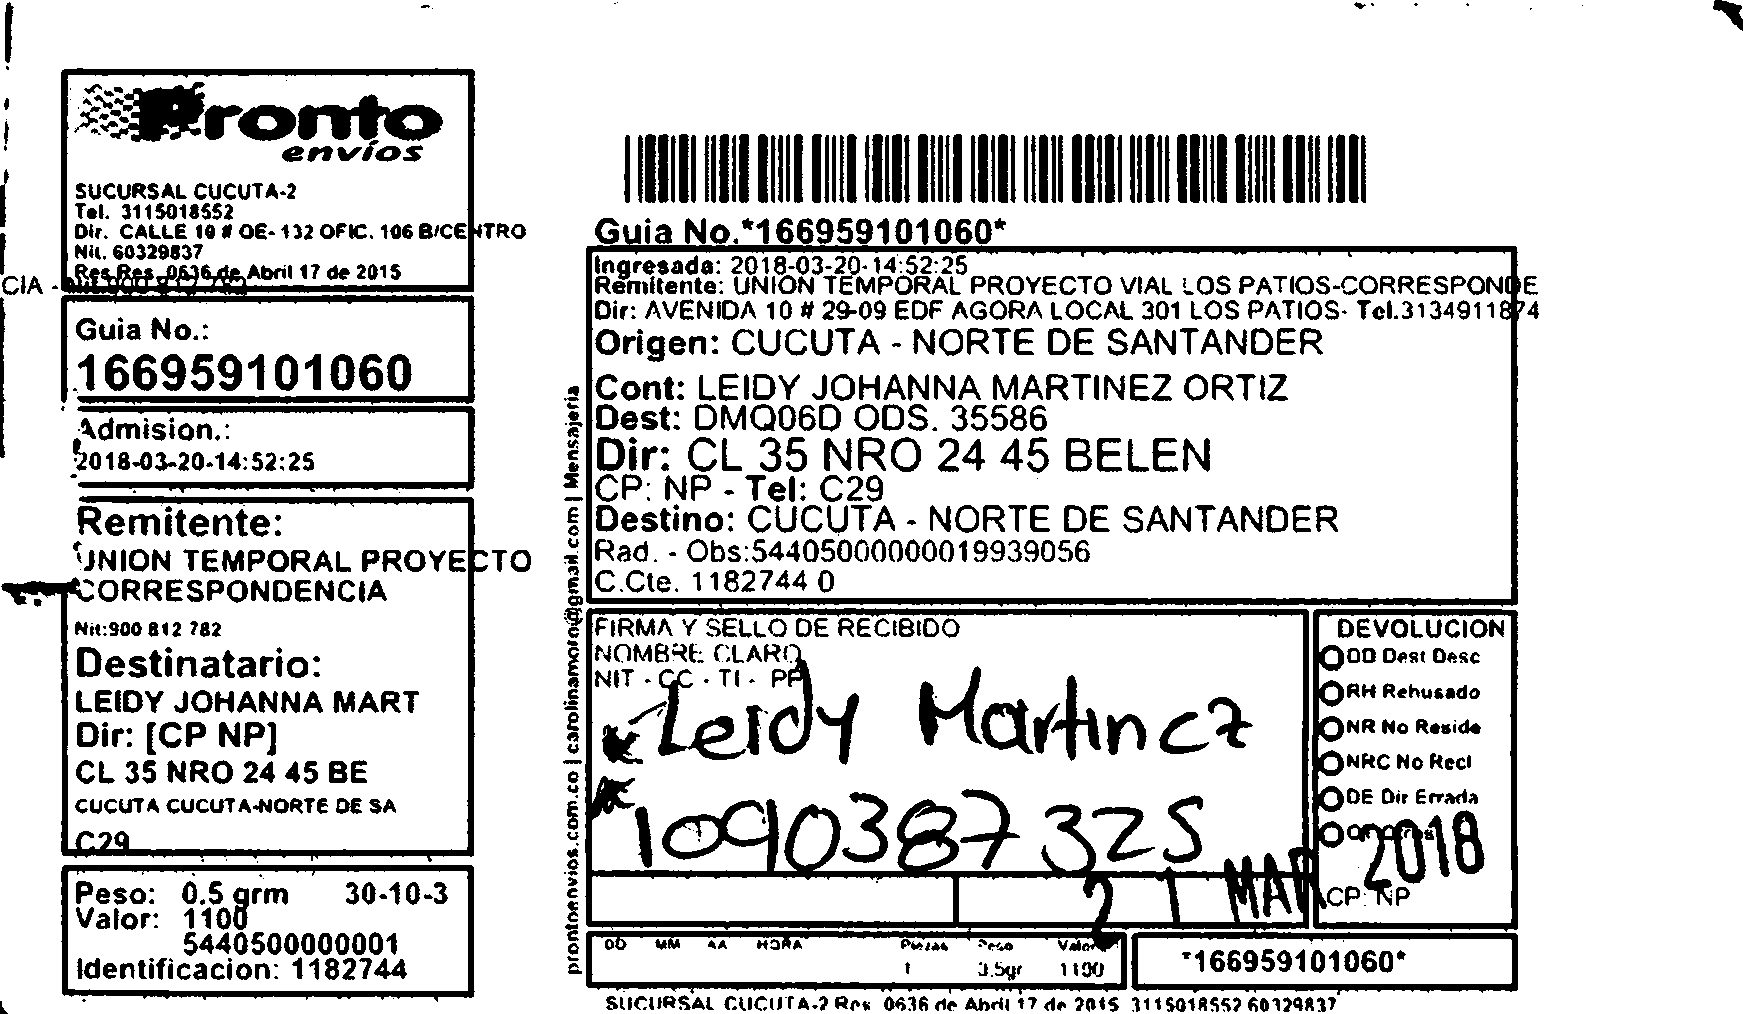 Pronto
envíos
SUCURSAL CUCUTA-2
Tel. 3115018552
Dir. CALLE 10 # OE-132 OFIC. 106 B/CENTRO
Nit. 60329837
Res.Res. 0636 de Abril 17 de 2015
CIA -
Guia No.:
166959101060
Admision.:
2018-03-20-14:52:25
Remitente:
UNION TEMPORAL PROYECTO
CORRESPONDENCIA
Nit:900 812 782
Destinatario:
LEIDY JOHANNA MART
Dir: [CP NP]
CL 35 NRO 24 45 BE
CUCUTA CUCUTA-NORTE DE SA
C29
Peso: 0.5 grm 30-10-3
Valor: 1100
5440500000001
Identificacion: 1182744
prontoenvios.com.co | carolinamoro@gmail.com | Mensajeria
Guia No.*166959101060*
Ingresada: 2018-03-20-14:52:25
Remitente: UNION TEMPORAL PROYECTO VIAL LOS PATIOS-CORRESPONDE
Dir: AVENIDA 10 # 29-09 EDF AGORA LOCAL 301 LOS PATIOS- Tel.3134911874
Origen: CUCUTA - NORTE DE SANTANDER
Cont: LEIDY JOHANNA MARTINEZ ORTIZ
Dest: DMQ06D ODS. 35586
Dir: CL 35 NRO 24 45 BELEN
CP: NP - Tel: C29
Destino: CUCUTA - NORTE DE SANTANDER
Rad. - Obs:54405000000019939056
C.Cte. 1182744 0
FIRMA Y SELLO DE RECIBIDO
NOMBRE CLARO
NIT - CC - TI - PP
Leidy Martinez
1090387325
21 MAR 2018
DEVOLUCION
DD Dest Desc
RH Rehusado
NR No Reside
NRC No Recl
DE Dir Errada
OT Otros
CP: NP
DD MM AA HORA Piezas Peso Valor
1 0.5gr 1100
*166959101060*
SUCURSAL CUCUTA-2 Res. 0636 de Abril 17 de 2015 3115018552 60329837